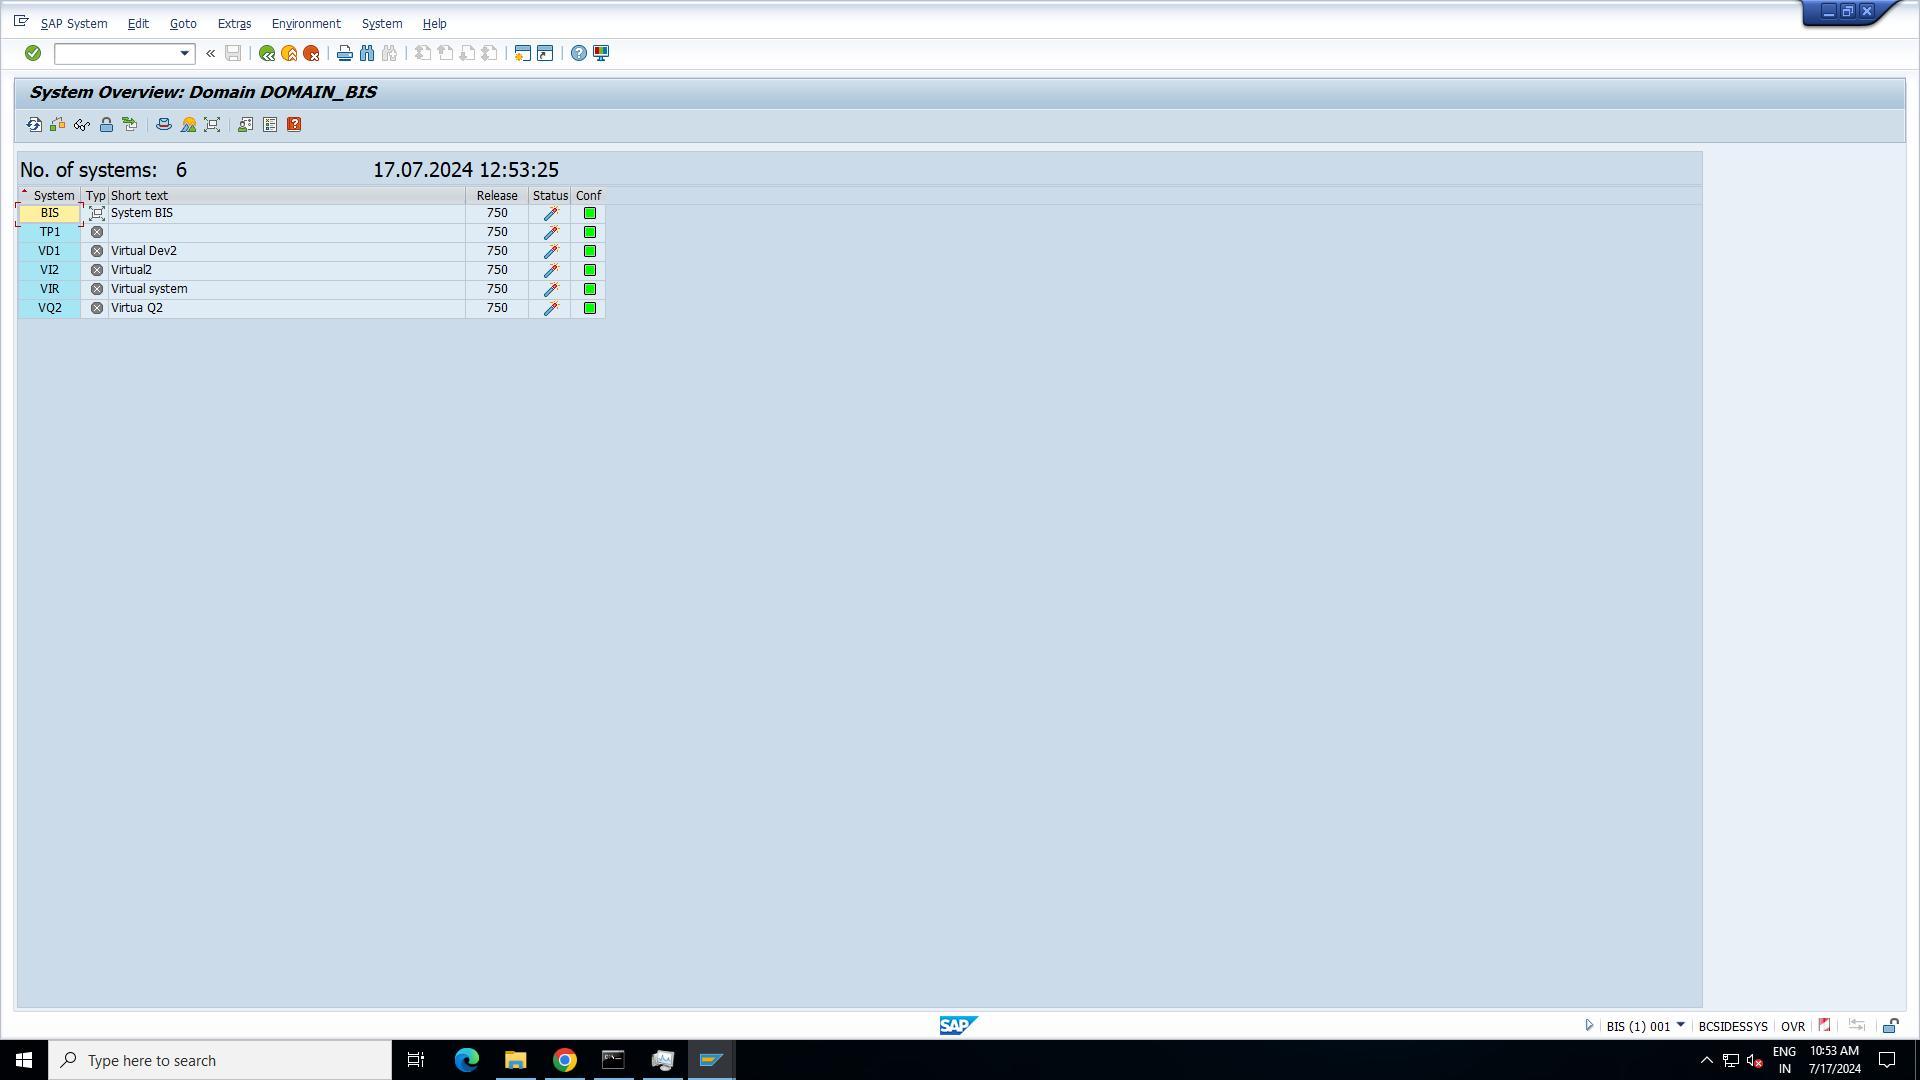 SAP System Edit Goto Extras Environment System Help
System Overview: Domain DOMAIN_BIS
No. of systems: 6 17.07.2024 12:53:25
System Typ Short text Release Status Conf
BIS System BIS 750
TP1 750
VD1 Virtual Dev2 750
VI2 Virtual2 750
VIR Virtual system 750
VQ2 Virtua Q2 750
SAP
BIS (1) 001 BCSIDESSYS OVR
Type here to search
ENG
IN
10:53 AM
7/17/2024